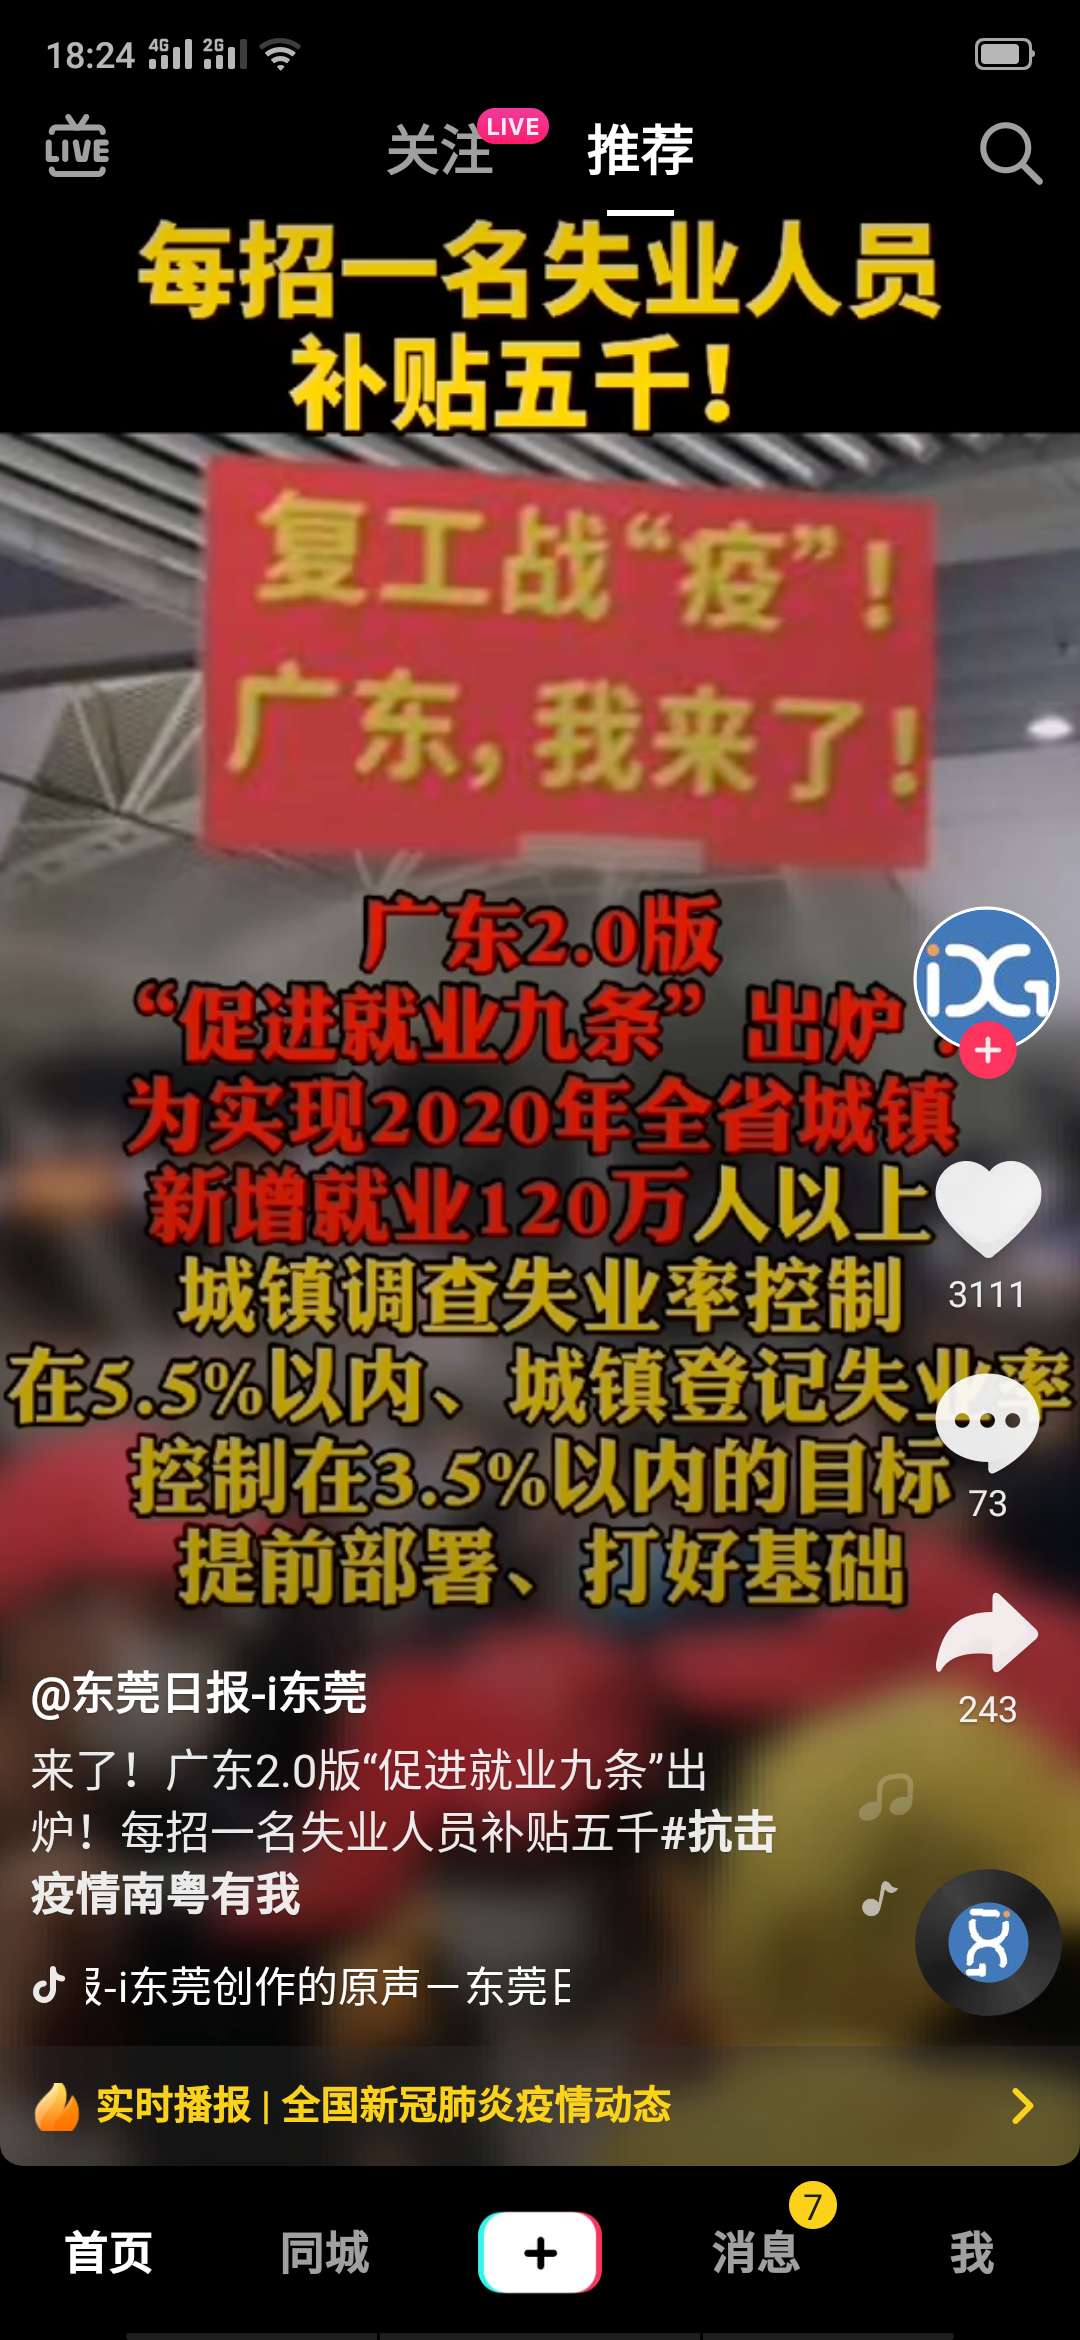 18:24 4G 2G
LIVE 关注 LIVE 推荐
每招一名失业人员
补贴五千！
复工战“疫”！
广东，我来了！
广东2.0版
“促进就业九条”出炉
为实现2020年全省城镇
新增就业120万人以上
城镇调查失业率控制
在5.5%以内、城镇登记失业率
控制在3.5%以内的目标
提前部署、打好基础
iDG
3111
73
243
@东莞日报-i东莞
来了！广东2.0版“促进就业九条”出
炉！每招一名失业人员补贴五千#抗击
疫情南粤有我
-i东莞创作的原声－东莞
实时播报 | 全国新冠肺炎疫情动态
首页 同城 消息 7 我